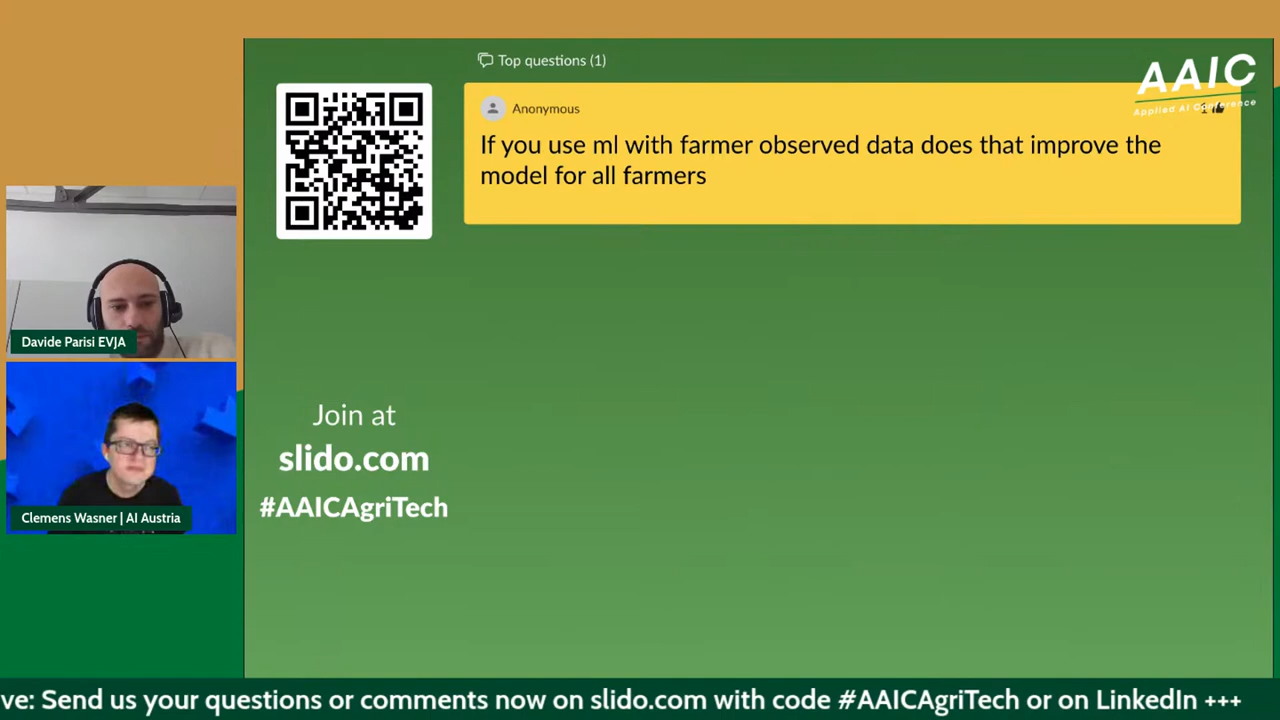 Top questions (1)
AAIC
Applied AI Conference
Anonymous
If you use ml with farmer observed data does that improve the
model for all farmers
Davide Parisi EVJA
Join at
slido.com
#AAICAgriTech
Clemens Wasner | AI Austria
ve: Send us your questions or comments now on slido.com with code #AAICAgriTech or on LinkedIn +++